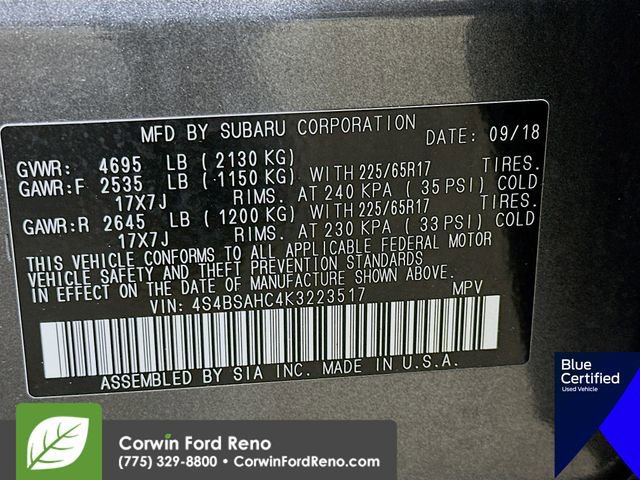 MFD BY SUBARU CORPORATION DATE: 09/18
GVWR: 4695 LB (2130 KG)
GAWR:F 2535 LB (1150 KG) WITH 225/65R17 TIRES.
17X7J RIMS. AT 240 KPA (35 PSI) COLD
GAWR:R 2645 LB (1200 KG) WITH 225/65R17 TIRES.
17X7J RIMS. AT 230 KPA (33 PSI) COLD
THIS VEHICLE CONFORMS TO ALL APPLICABLE FEDERAL MOTOR
VEHICLE SAFETY AND THEFT PREVENTION STANDARDS
IN EFFECT ON THE DATE OF MANUFACTURE SHOWN ABOVE.
VIN: 4S4BSAHC4K3223517 MPV
ASSEMBLED BY SIA INC. MADE IN U.S.A.
Blue
Certified
Used Vehicle
Corwin Ford Reno
(775) 329-8800 • CorwinFordReno.com